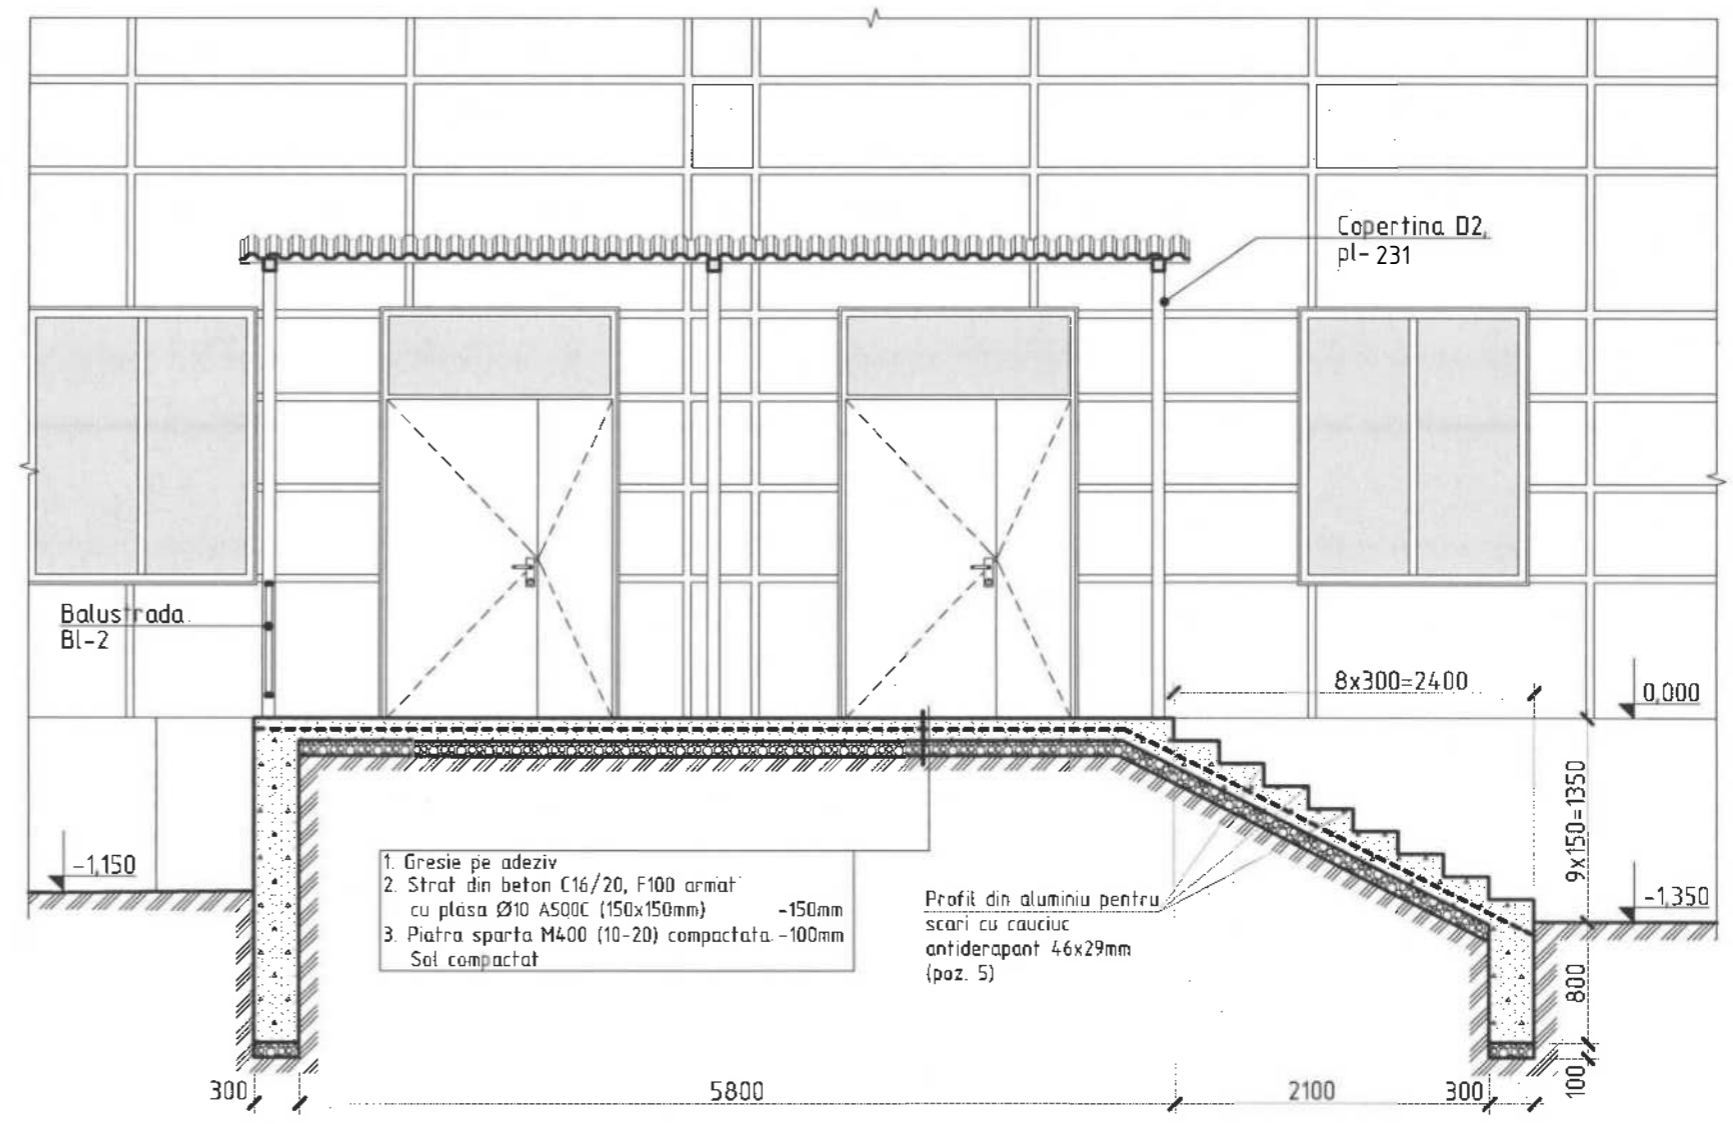 Copertina D2,
pl-231
Balustrada
Bl-2
8x300=2400
0,000
9x150=1350
-1,150
-1,350
1. Gresie pe adeziv
2. Strat din beton C16/20, F100 armat
cu plasa Ø10 A500C (150x150mm) -150mm
3. Piatra sparta M400 (10-20) compactata -100mm
Sol compactat
Profil din aluminiu pentru
scari cu cauciuc
antiderapant 46x29mm
(poz. 5)
800
100
300
5800
2100
300